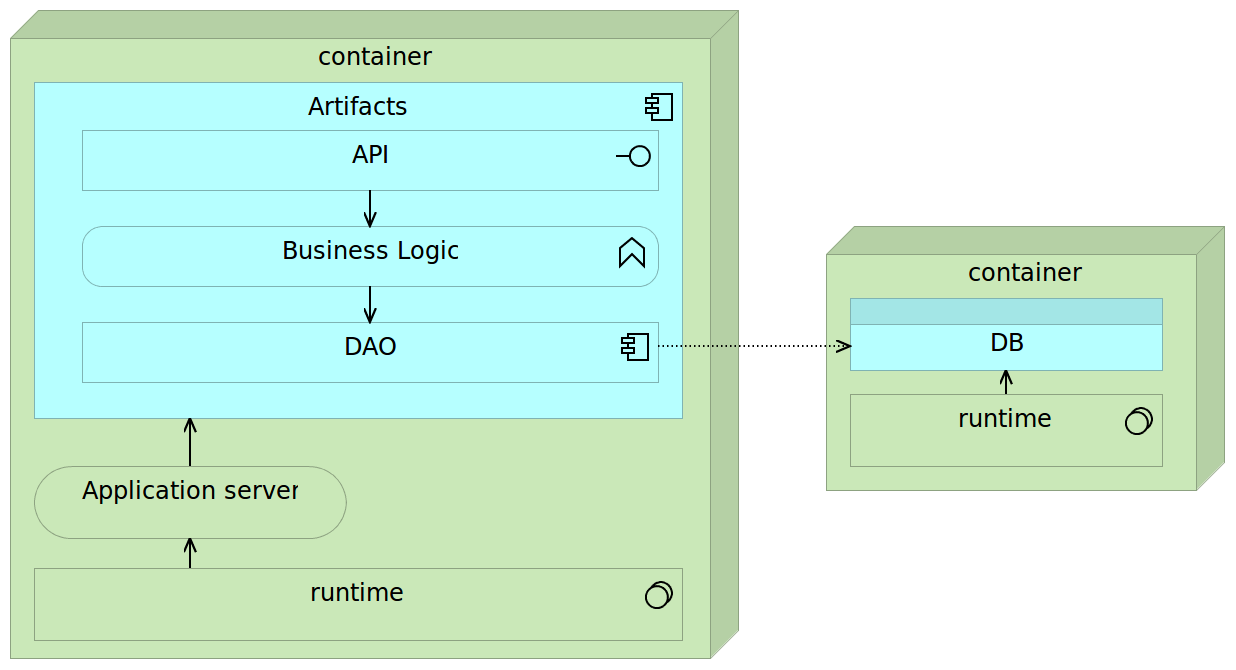 container
Artifacts
API
Business Logic
DAO
Application server
runtime
container
DB
runtime